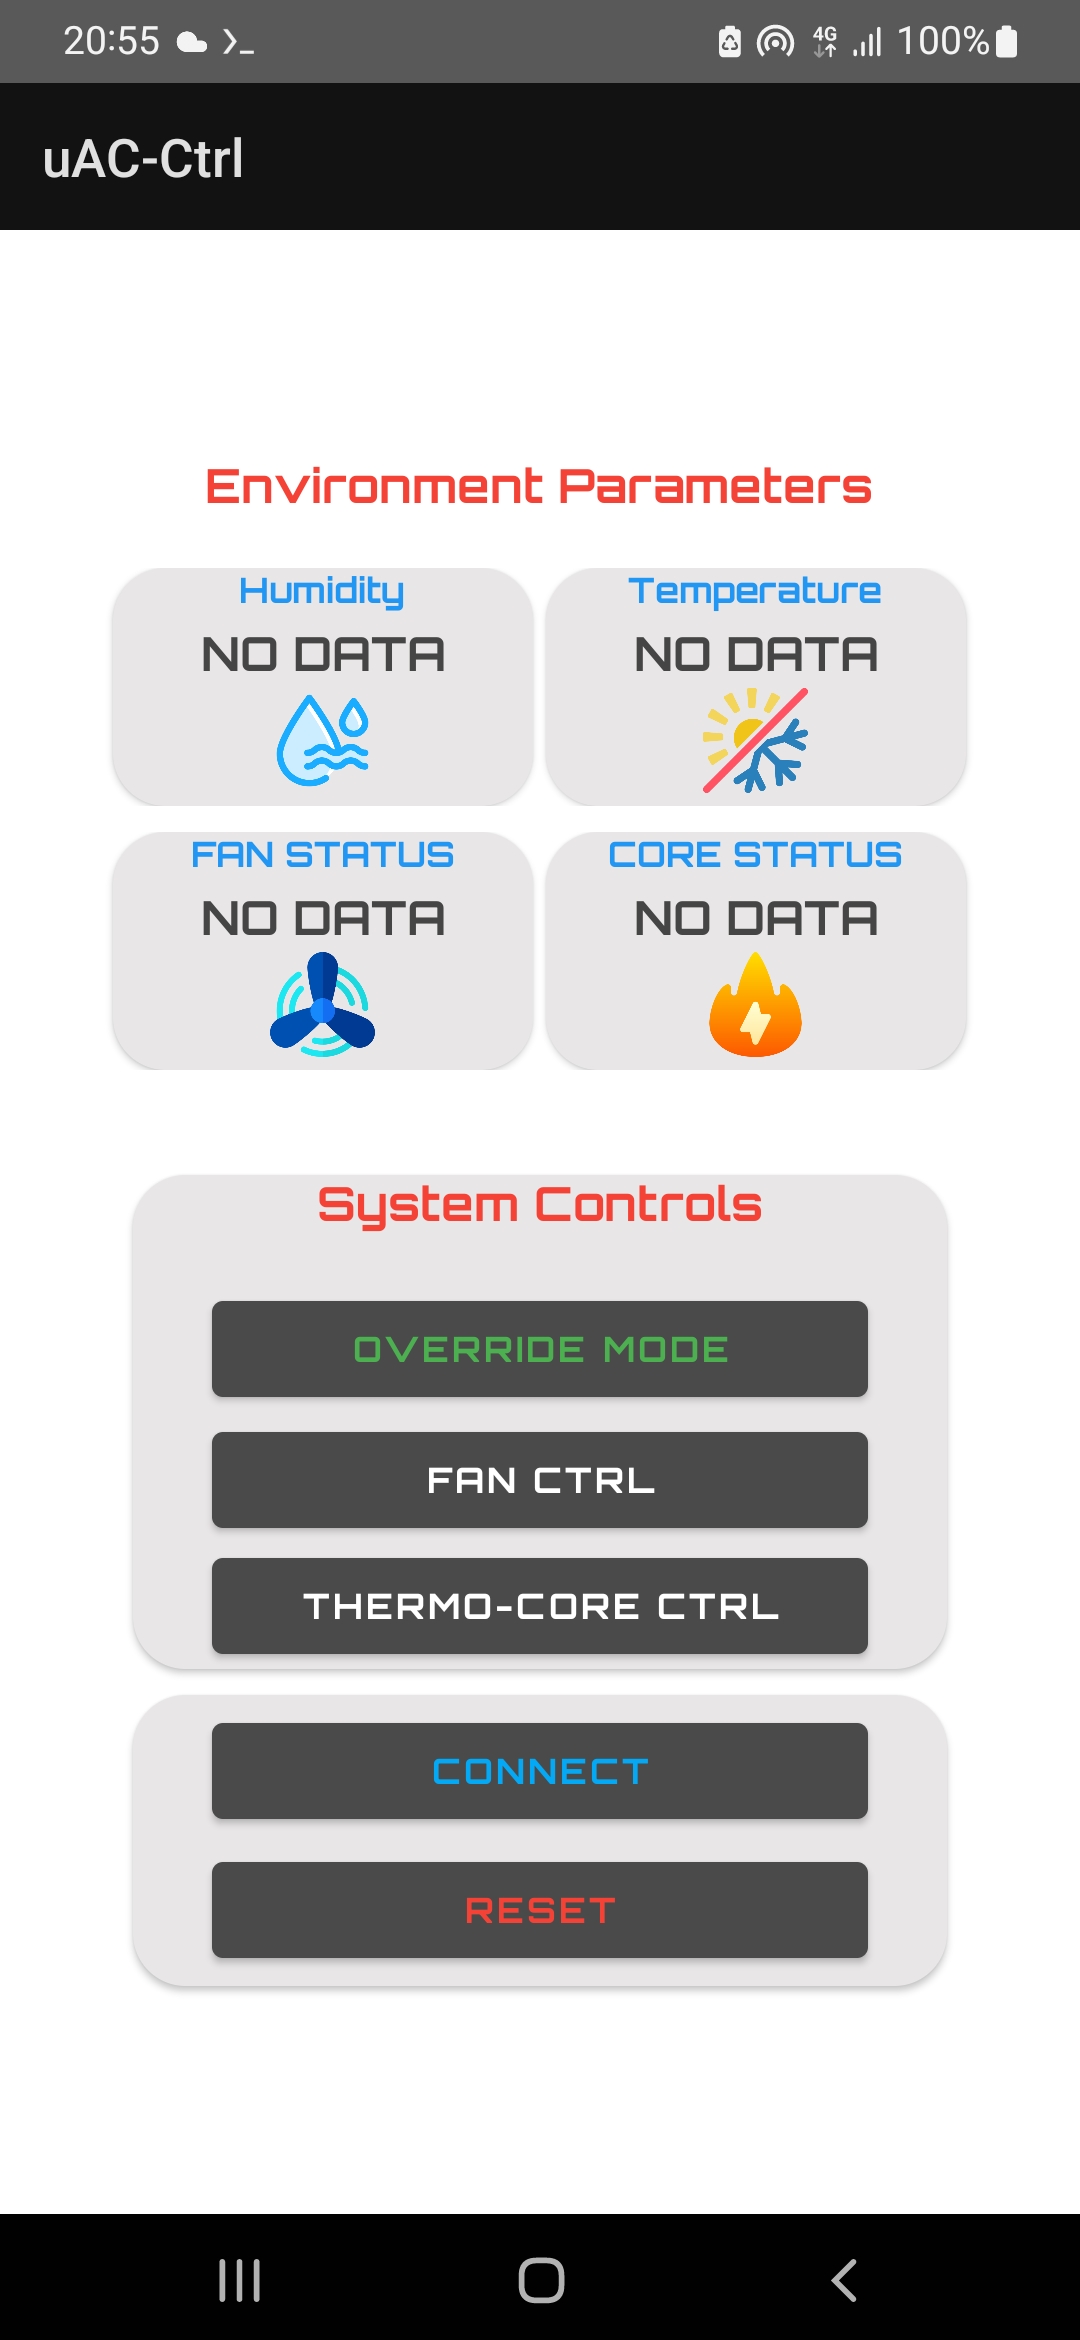 20:55
4G 100%
uAC-Ctrl
Environment Parameters
Humidity
NO DATA
Temperature
NO DATA
FAN STATUS
NO DATA
CORE STATUS
NO DATA
System Controls
OVERRIDE MODE
FAN CTRL
THERMO-CORE CTRL
CONNECT
RESET